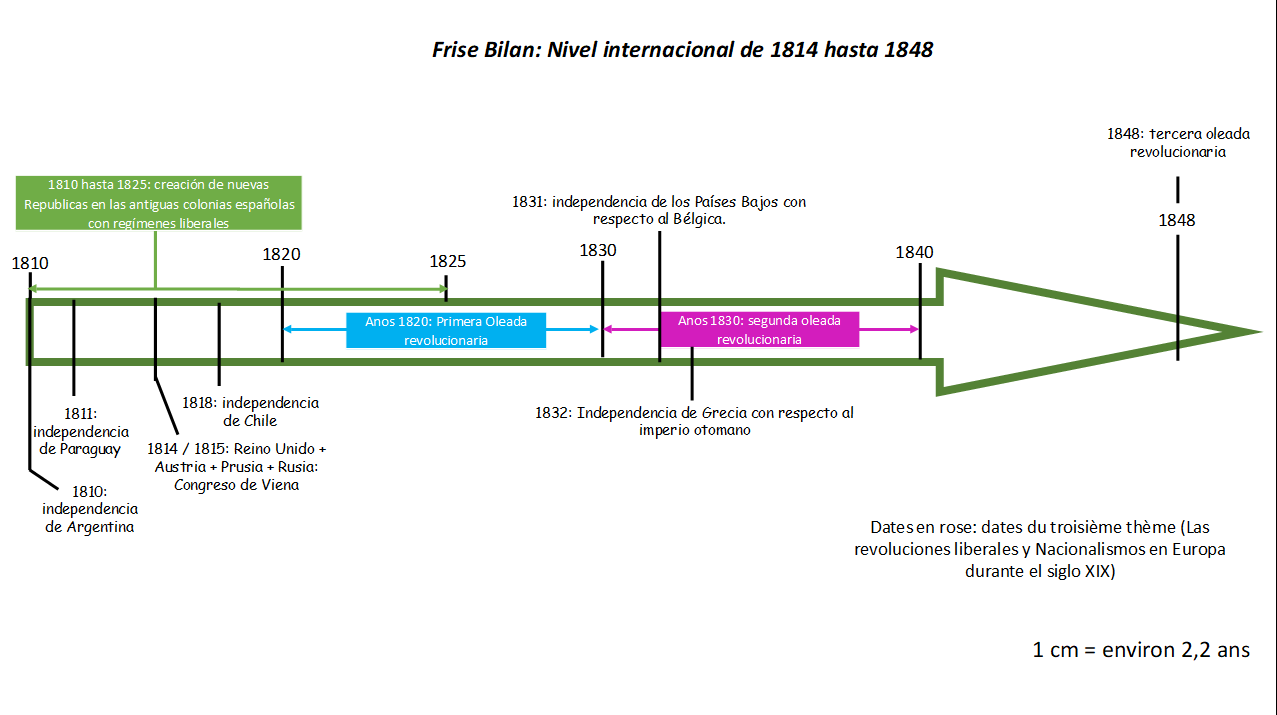 Frise Bilan: Nivel internacional de 1814 hasta 1848
1848: tercera oleada
revolucionaria
1810 hasta 1825: creación de nuevas
Republicas en las antiguas colonias españolas
con regímenes liberales
1831: independencia de los Países Bajos con
respecto al Bélgica.
1848
1810
1820
1825
1830
1840
Anos 1820: Primera Oleada
revolucionaria
Anos 1830: segunda oleada
revolucionaria
1811:
independencia
de Paraguay
1818: independencia
de Chile
1832: Independencia de Grecia con respecto al
imperio otomano
1814 / 1815: Reino Unido +
Austria + Prusia + Rusia:
Congreso de Viena
1810:
independencia
de Argentina
Dates en rose: dates du troisième thème (Las
revoluciones liberales y Nacionalismos en Europa
durante el siglo XIX)
1 cm = environ 2,2 ans